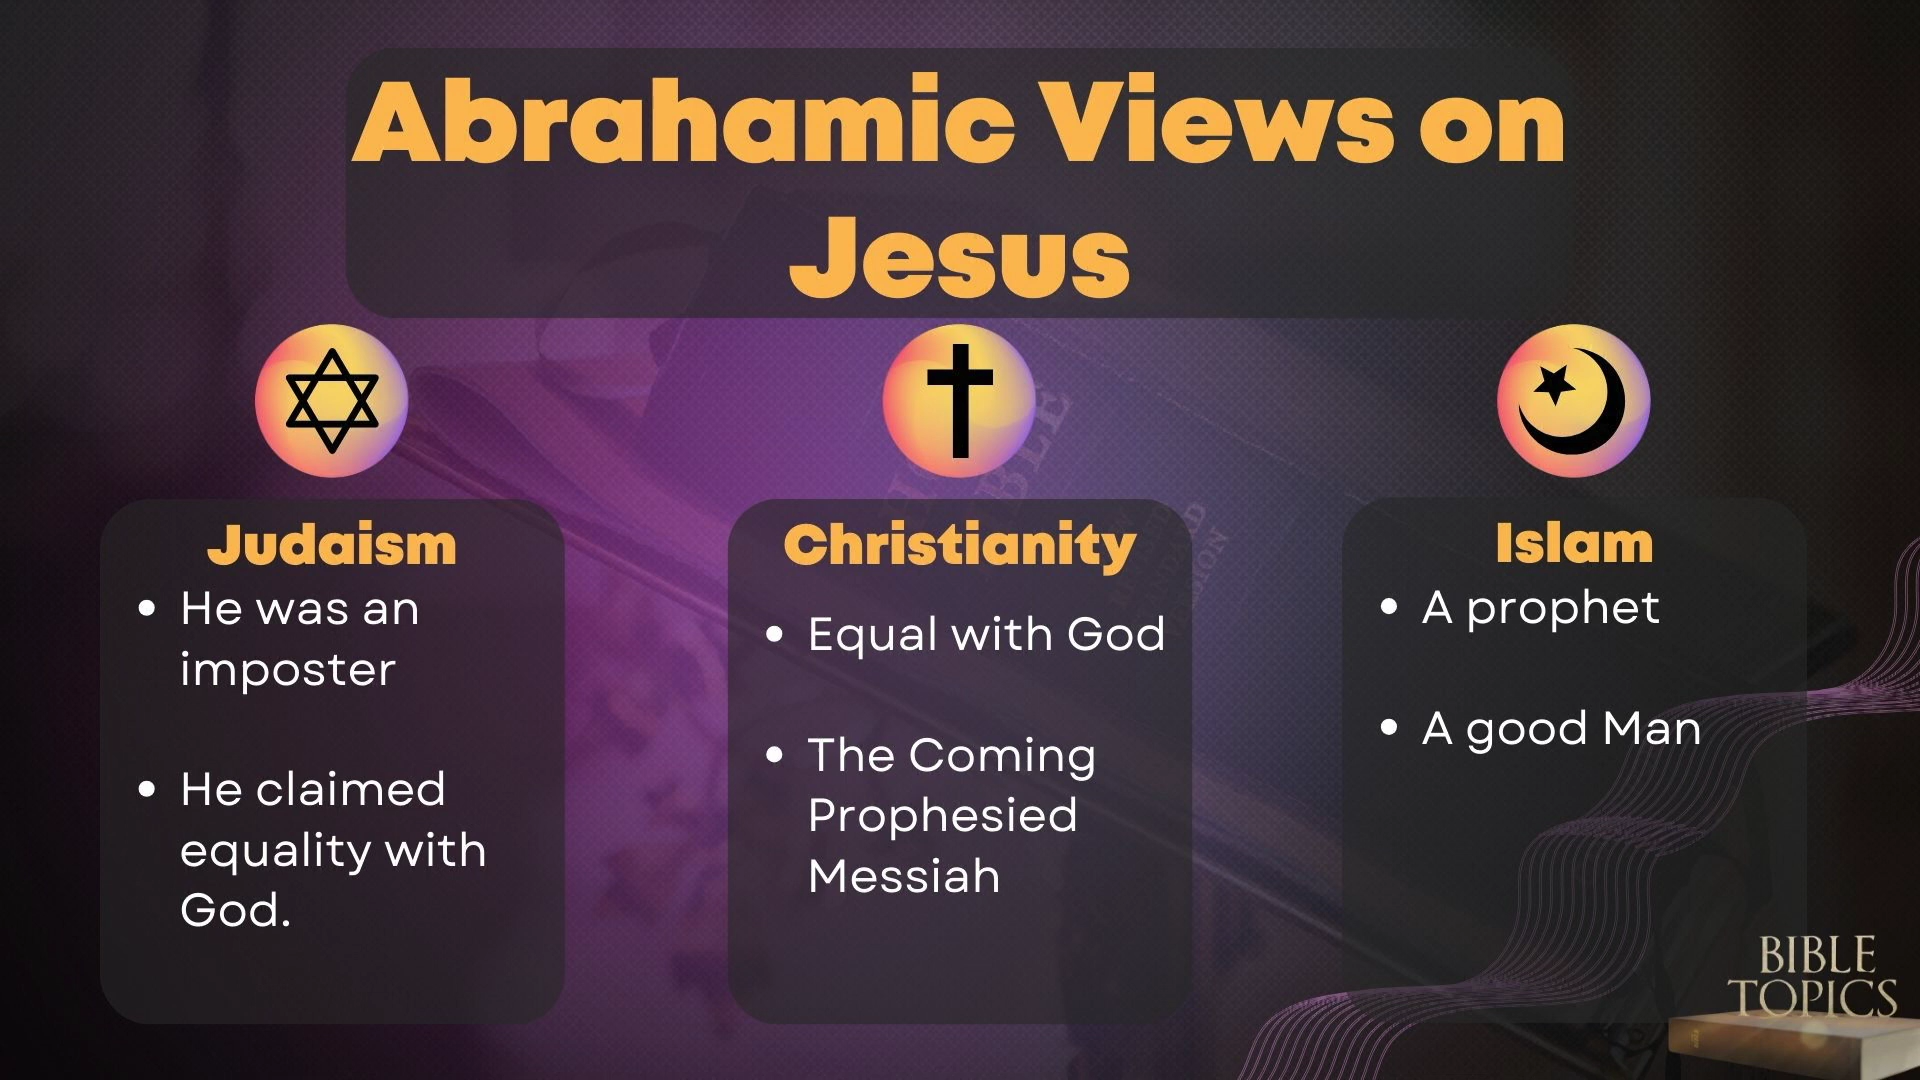 Abrahamic Views on
Jesus
Judaism
• He was an
imposter
• He claimed
equality with
God.
Christianity
• Equal with God
• The Coming
Prophesied
Messiah
Islam
• A prophet
• A good Man
BIBLE
TOPICS